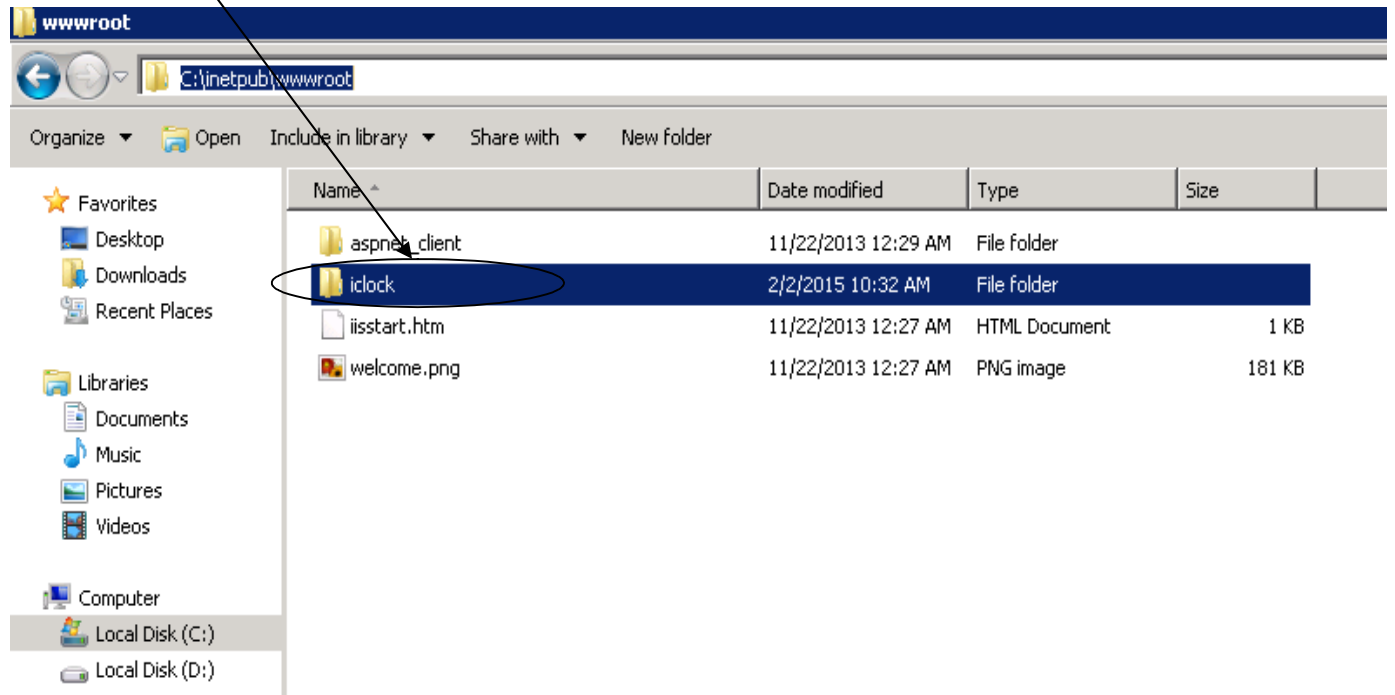 wwwroot
C:\inetpub\wwwroot
Organize Open Include in library Share with New folder
Name Date modified Type Size
Favorites
Desktop
Downloads
Recent Places
Libraries
Documents
Music
Pictures
Videos
Computer
Local Disk (C:)
Local Disk (D:)
aspnet_client 11/22/2013 12:29 AM File folder
iclock 2/2/2015 10:32 AM File folder
iisstart.htm 11/22/2013 12:27 AM HTML Document 1 KB
welcome.png 11/22/2013 12:27 AM PNG image 181 KB